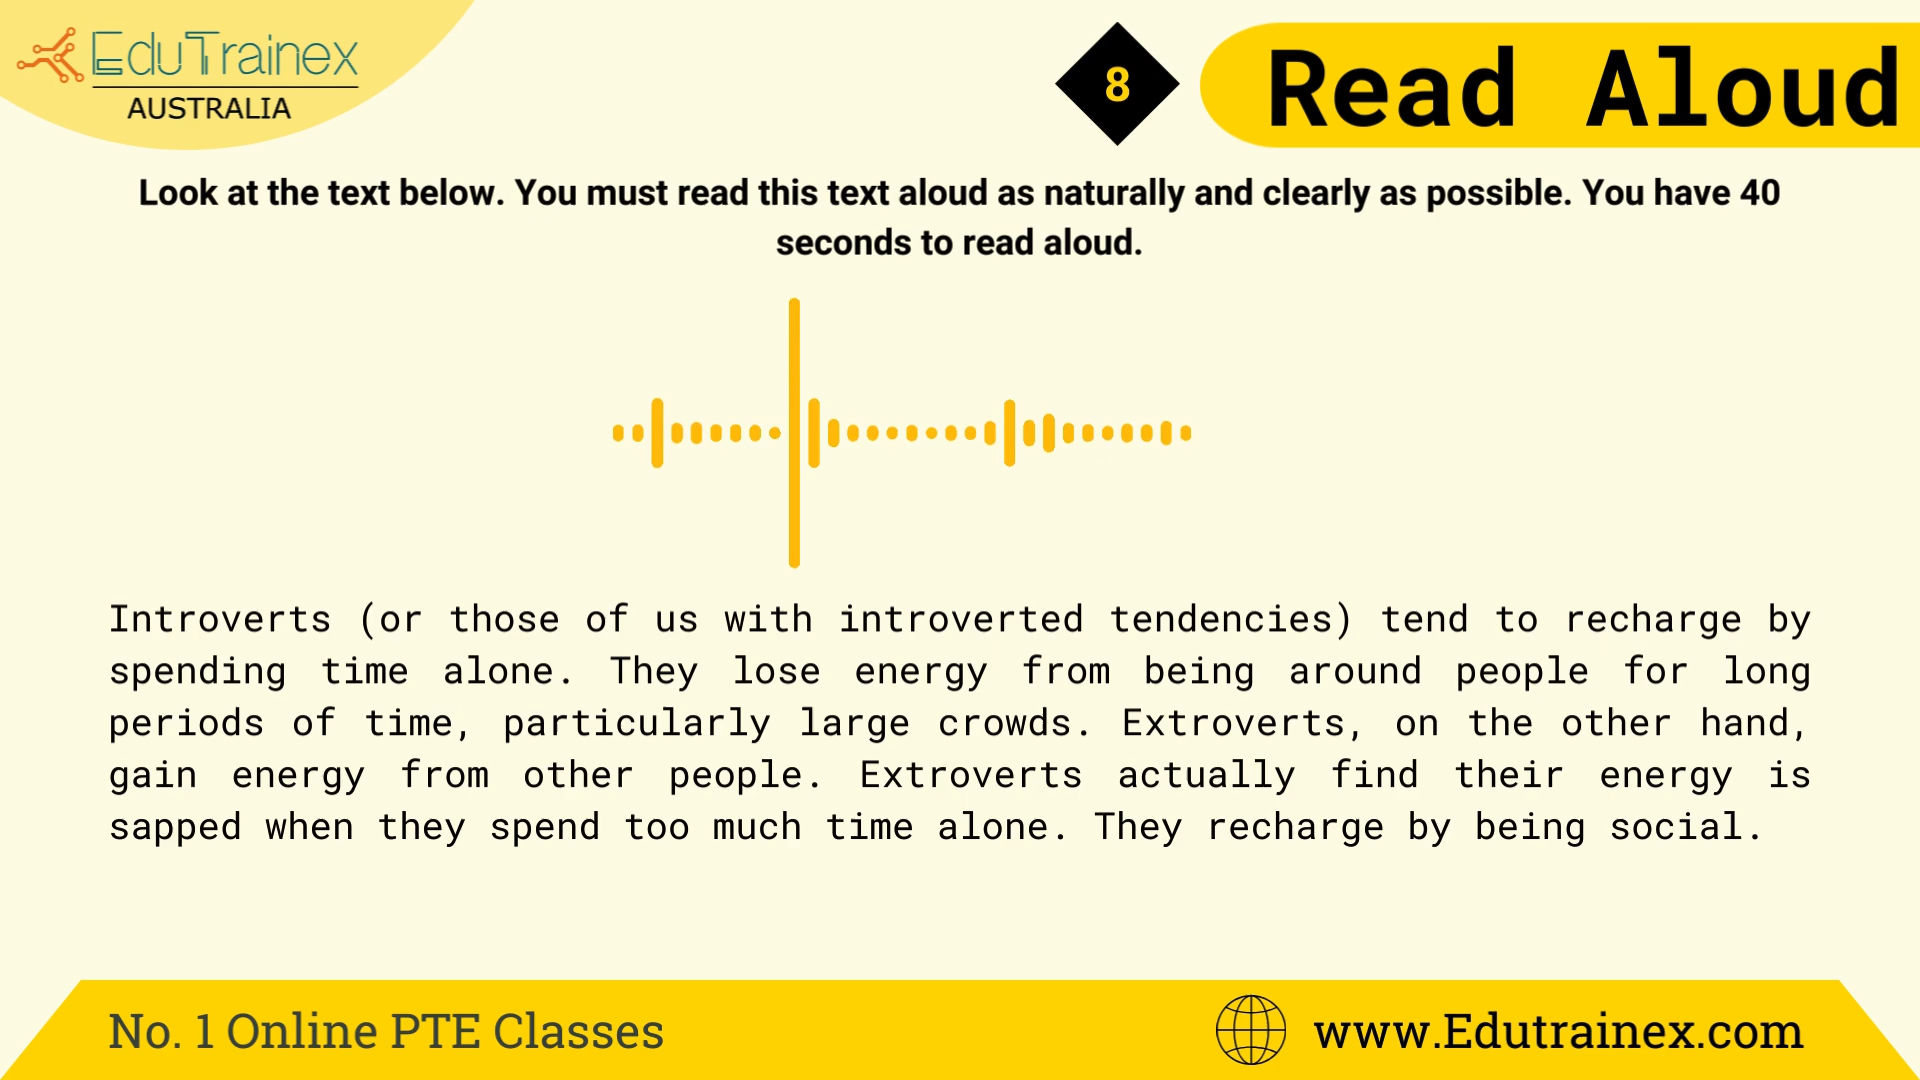 EduTrainex
AUSTRALIA
8
Read Aloud
Look at the text below. You must read this text aloud as naturally and clearly as possible. You have 40
seconds to read aloud.
Introverts (or those of us with introverted tendencies) tend to recharge by
spending time alone. They lose energy from being around people for long
periods of time, particularly large crowds. Extroverts, on the other hand,
gain energy from other people. Extroverts actually find their energy is
sapped when they spend too much time alone. They recharge by being social.
No. 1 Online PTE Classes
www.Edutrainex.com